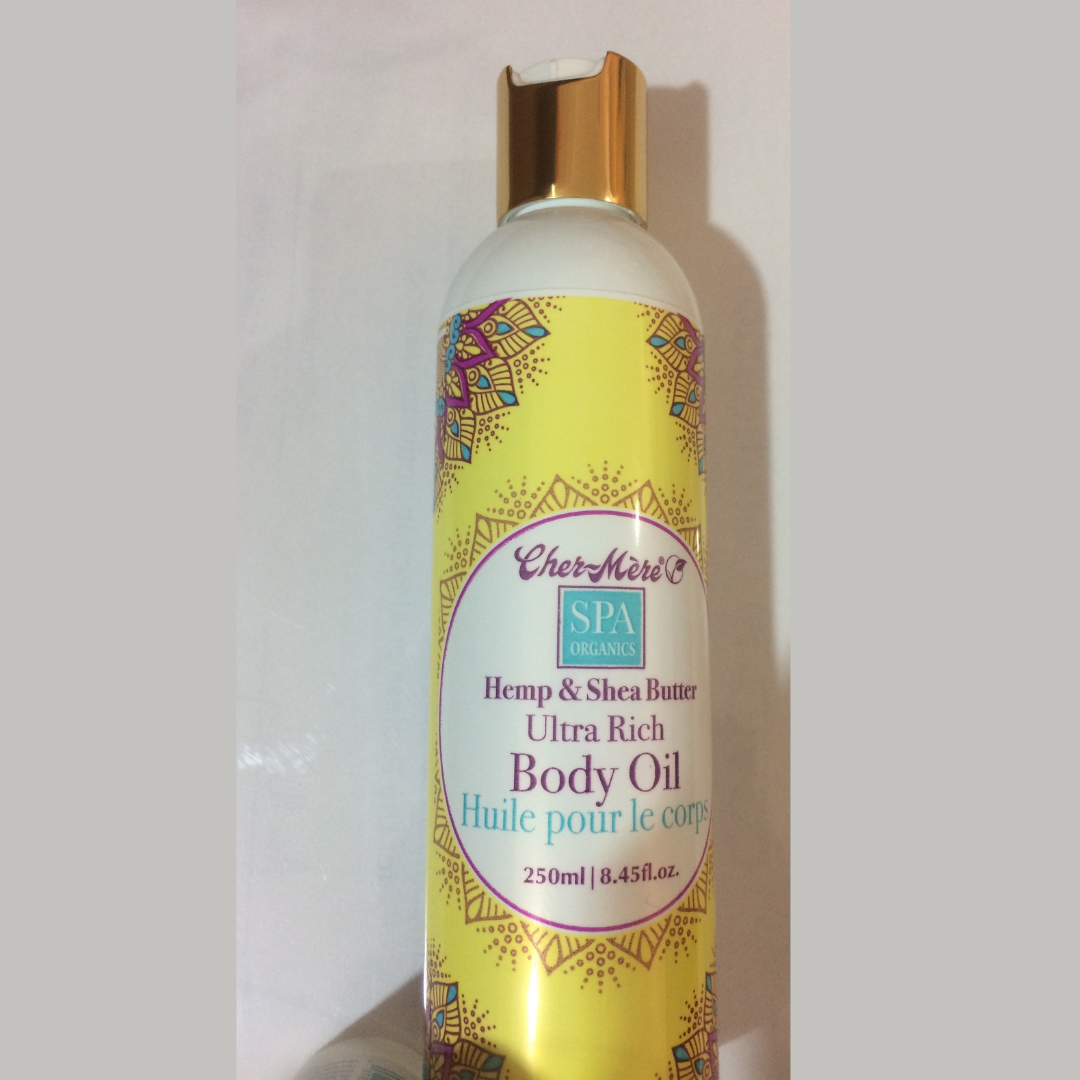 Cher-Mère®
SPA
ORGANICS
Hemp & Shea Butter
Ultra Rich
Body Oil
Huile pour le corps
250ml | 8.45fl.oz.